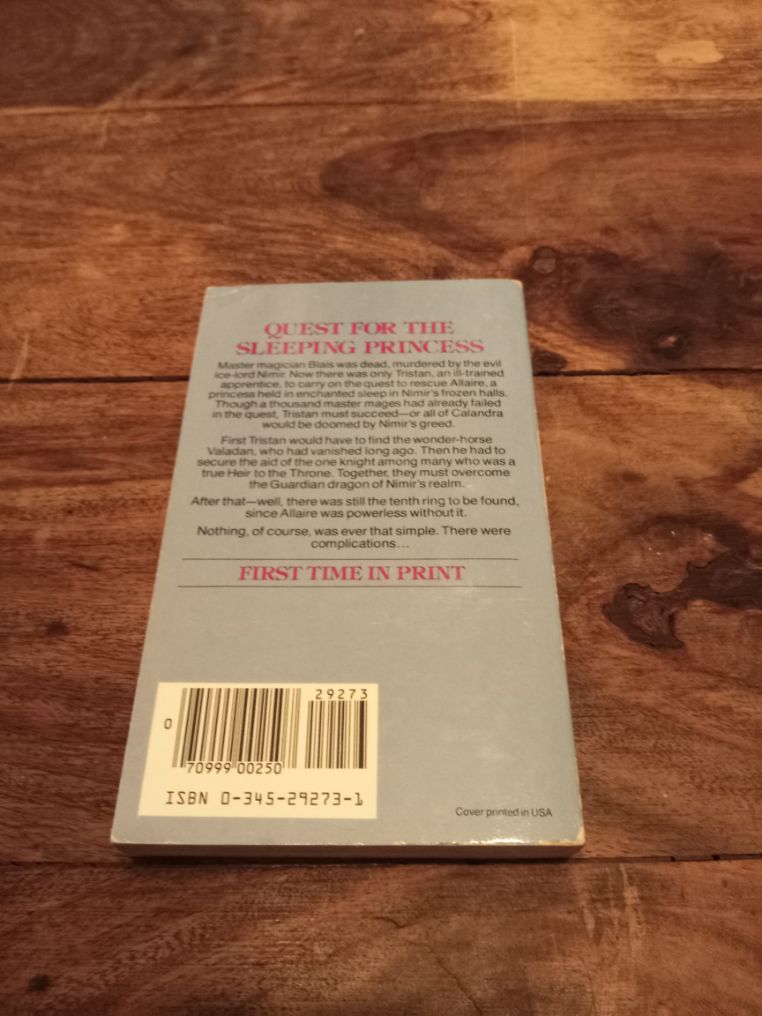 QUEST FOR THE
SLEEPING PRINCESS
Master magician Blais was dead, murdered by the evil
ice-lord Nimir. Now there was only Tristan, an ill-trained
apprentice, to carry on the quest to rescue Allaire, a
princess held in enchanted sleep in Nimir's frozen halls.
Though a thousand master mages had already failed
in the quest, Tristan must succeed—or all of Calandra
would be doomed by Nimir's greed.
First Tristan would have to find the wonder-horse
Valadan, who had vanished long ago. Then he had to
secure the aid of the one knight among many who was a
true Heir to the Throne. Together, they must overcome
the Guardian dragon of Nimir's realm.
After that—well, there was still the tenth ring to be found,
since Allaire was powerless without it.
Nothing, of course, was ever that simple. There were
complications...
FIRST TIME IN PRINT
29273
0
70999 00250
ISBN 0-345-29273-1
Cover printed in USA